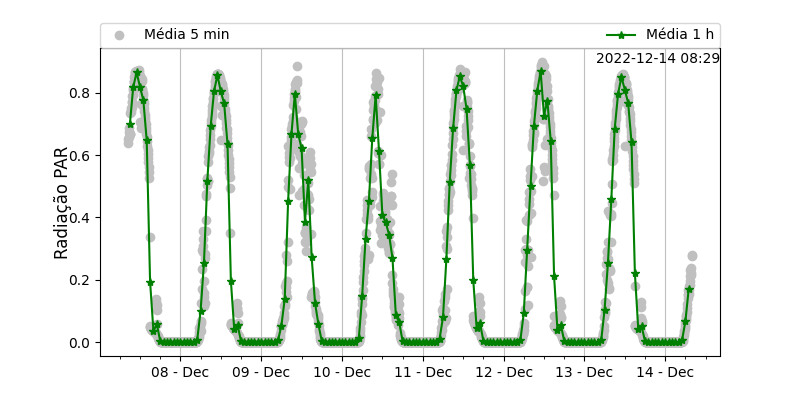 Média 5 min
Média 1 h
2022-12-14 08:29
Radiação PAR
0.8
0.6
0.4
0.2
0.0
08 - Dec
09 - Dec
10 - Dec
11 - Dec
12 - Dec
13 - Dec
14 - Dec